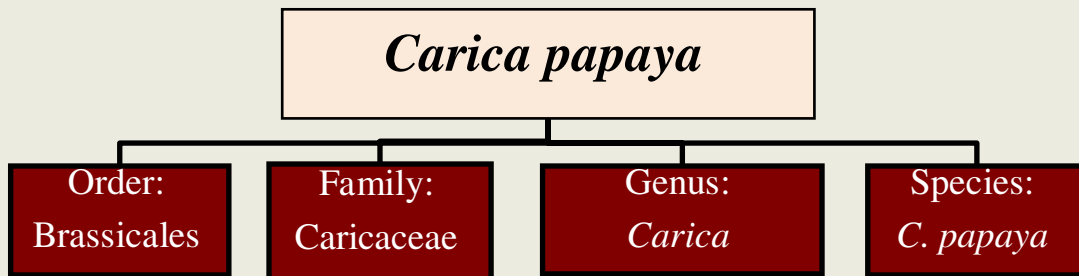 Carica papaya
Order:
Brassicales
Family:
Caricaceae
Genus:
Carica
Species:
C. papaya